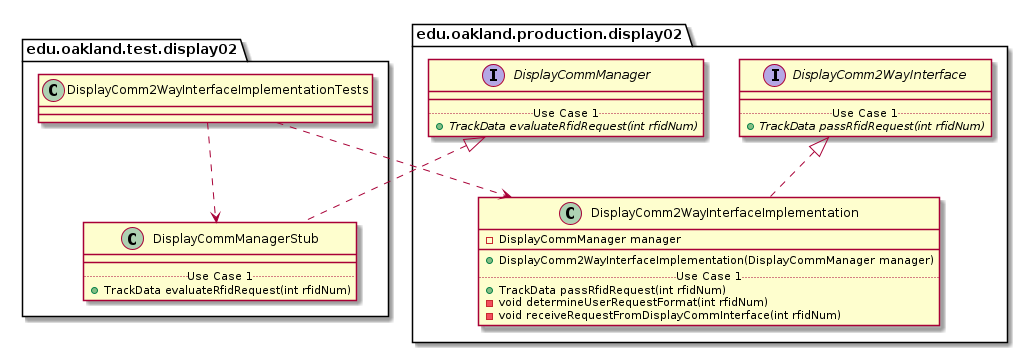 edu.oakland.test.display02
C DisplayComm2WayInterfaceImplementationTests
C DisplayCommManagerStub
Use Case 1
TrackData evaluateRfidRequest(int rfidNum)
edu.oakland.production.display02
I DisplayCommManager
Use Case 1
TrackData evaluateRfidRequest(int rfidNum)
I DisplayComm2WayInterface
Use Case 1
TrackData passRfidRequest(int rfidNum)
C DisplayComm2WayInterfaceImplementation
DisplayCommManager manager
DisplayComm2WayInterfaceImplementation(DisplayCommManager manager)
Use Case 1
TrackData passRfidRequest(int rfidNum)
void determineUserRequestFormat(int rfidNum)
void receiveRequestFromDisplayCommInterface(int rfidNum)